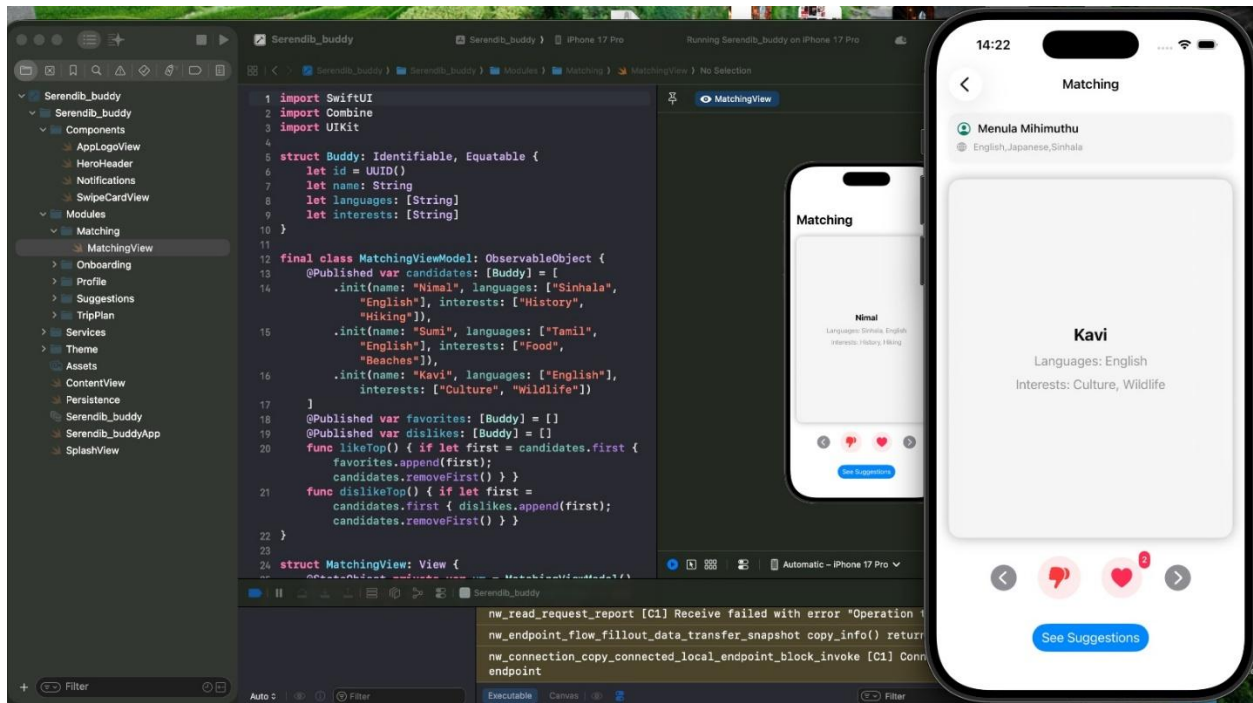 Serendib_buddy
Serendib_buddy
Components
AppLogoView
HeroHeader
Notifications
SwipeCardView
Modules
Matching
MatchingView
Onboarding
Profile
Suggestions
TripPlan
Services
Theme
Assets
ContentView
Persistence
Serendib_buddy
Serendib_buddyApp
SplashView
Filter
Serendib_buddy
Serendib_buddy
iPhone 17 Pro
Running Serendib_buddy on iPhone 17 Pro
Serendib_buddy
Serendib_buddy
Modules
Matching
MatchingView
No Selection
1 import SwiftUI
2 import Combine
3 import UIKit
4
5 struct Buddy: Identifiable, Equatable {
6 let id = UUID()
7 let name: String
8 let languages: [String]
9 let interests: [String]
10 }
11
12 final class MatchingViewModel: ObservableObject {
13 @Published var candidates: [Buddy] = [
14 .init(name: "Nimal", languages: ["Sinhala",
"English"], interests: ["History",
"Hiking"]),
15 .init(name: "Sumi", languages: ["Tamil",
"English"], interests: ["Food",
"Beaches"]),
16 .init(name: "Kavi", languages: ["English"],
interests: ["Culture", "Wildlife"])
17 ]
18 @Published var favorites: [Buddy] = []
19 @Published var dislikes: [Buddy] = []
20 func likeTop() { if let first = candidates.first {
favorites.append(first);
candidates.removeFirst() } }
21 func dislikeTop() { if let first =
candidates.first { dislikes.append(first);
candidates.removeFirst() } }
22 }
23
24 struct MatchingView: View {
MatchingView
Matching
Nimal
Languages: Sinhala, English
Interests: History, Hiking
See Suggestions
Automatic – iPhone 17 Pro
Serendib_buddy
nw_read_request_report [C1] Receive failed with error "Operation
nw_endpoint_flow_fillout_data_transfer_snapshot copy_info()
nw_connection_copy_connected_local_endpoint_block_invoke [C1]
endpoint
Auto
Filter
Executable
Canvas
Filter
14:22
Matching
Menula Mihimuthu
English,Japanese,Sinhala
Kavi
Languages: English
Interests: Culture, Wildlife
2
See Suggestions